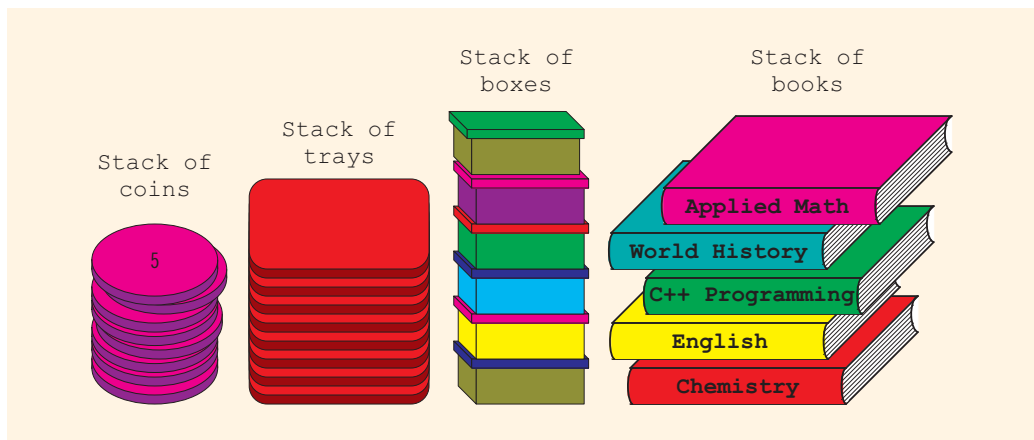 Stack of
coins
5
Stack of
trays
Stack of
boxes
Stack of
books
Applied Math
World History
C++ Programming
English
Chemistry